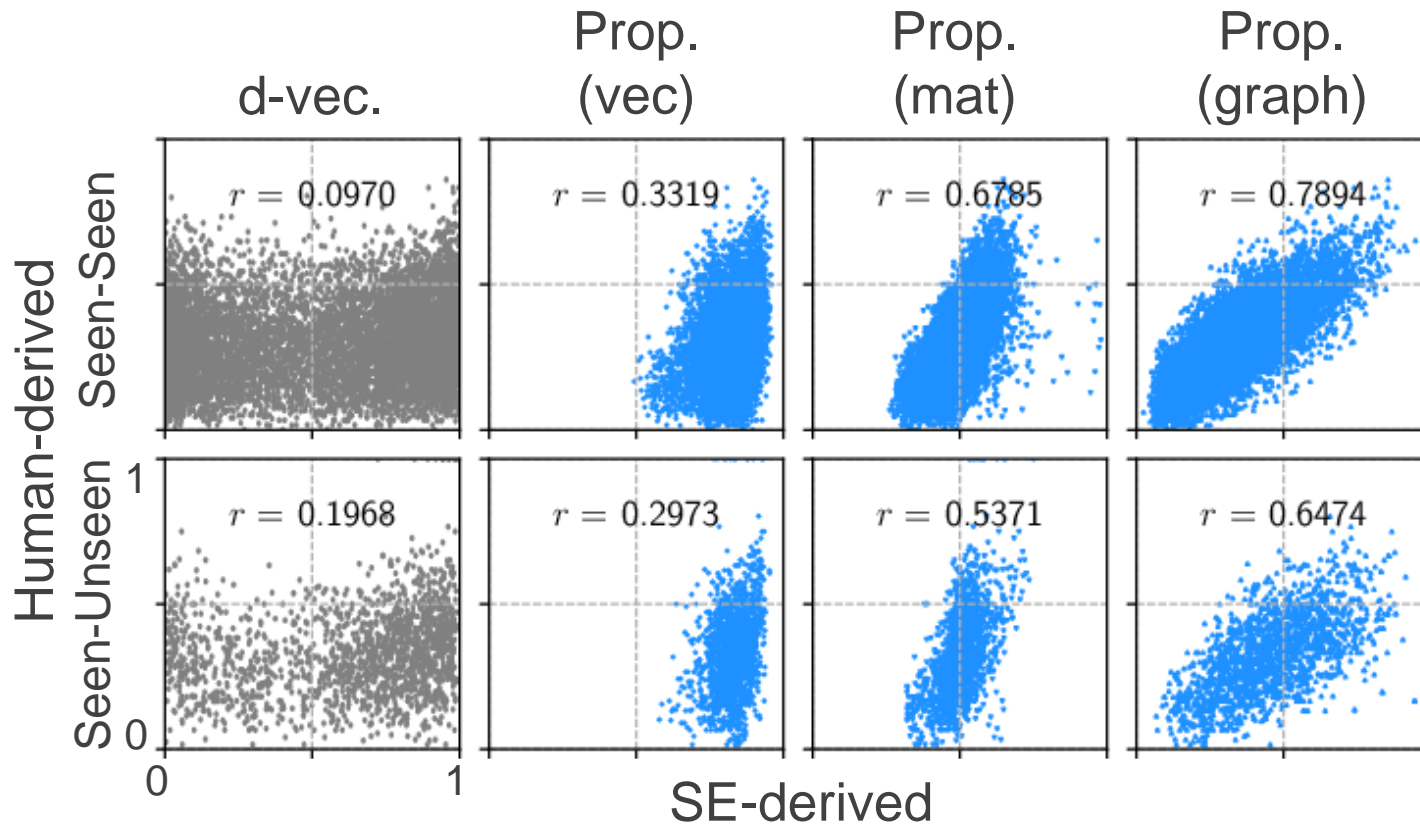 d-vec.
Prop.
(vec)
Prop.
(mat)
Prop.
(graph)
Human-derived
Seen-Seen
r = 0.0970
r = 0.3319
r = 0.6785
r = 0.7894
Seen-Unseen
1
r = 0.1968
r = 0.2973
r = 0.5371
r = 0.6474
0
0
1
SE-derived